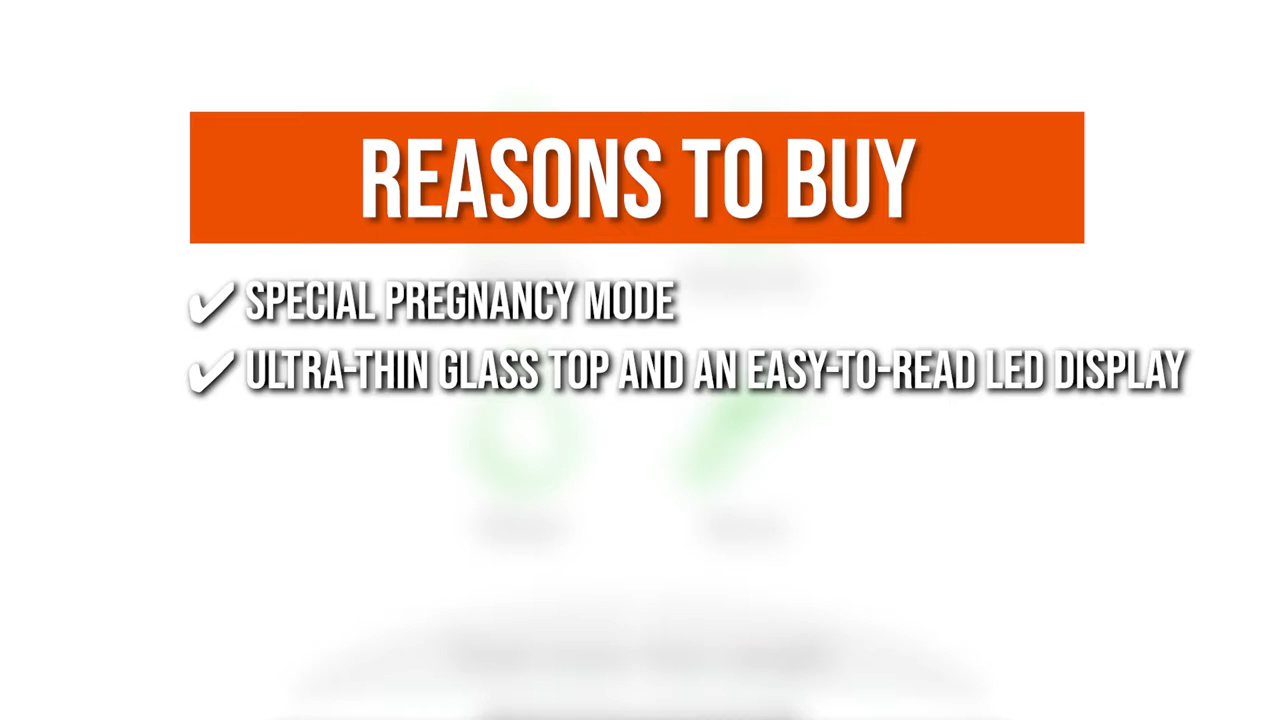 REASONS TO BUY
✔ SPECIAL PREGNANCY MODE
✔ ULTRA-THIN GLASS TOP AND AN EASY-TO-READ LED DISPLAY